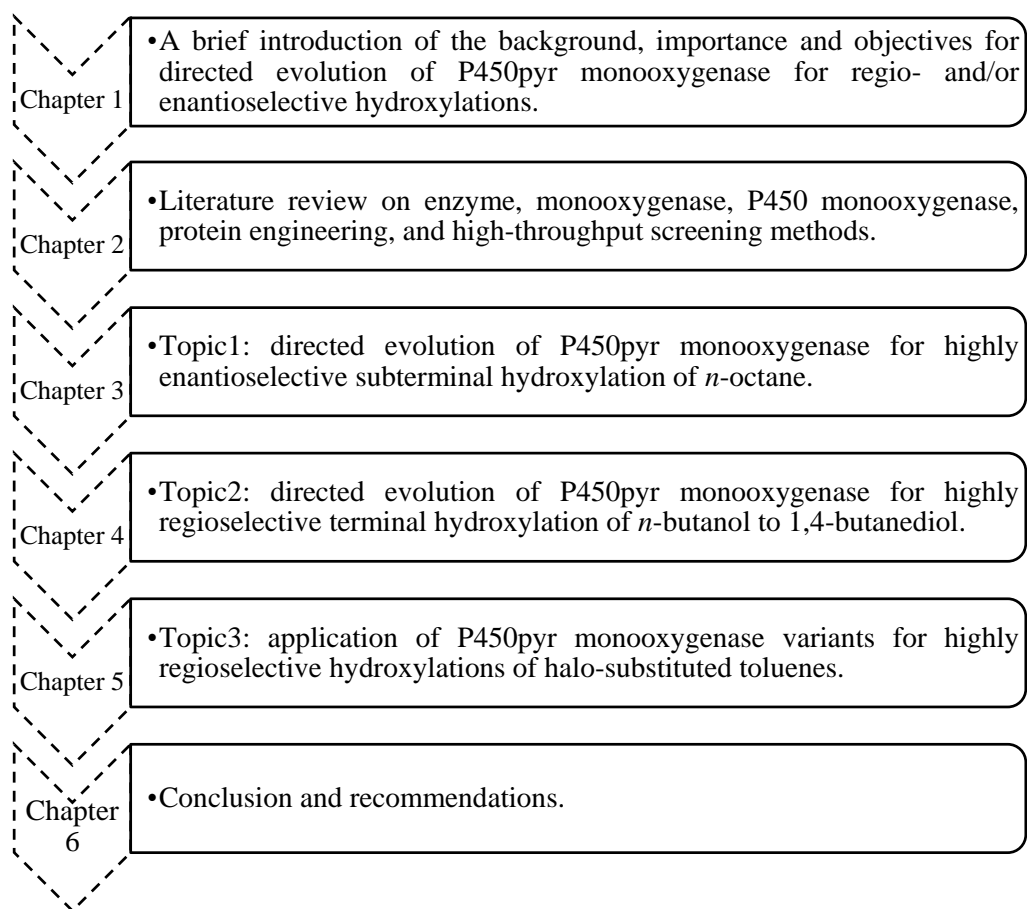 Chapter 1
•A brief introduction of the background, importance and objectives for
directed evolution of P450pyr monooxygenase for regio- and/or
enantioselective hydroxylations.
Chapter 2
•Literature review on enzyme, monooxygenase, P450 monooxygenase,
protein engineering, and high-throughput screening methods.
Chapter 3
•Topic1: directed evolution of P450pyr monooxygenase for highly
enantioselective subterminal hydroxylation of n-octane.
Chapter 4
•Topic2: directed evolution of P450pyr monooxygenase for highly
regioselective terminal hydroxylation of n-butanol to 1,4-butanediol.
Chapter 5
•Topic3: application of P450pyr monooxygenase variants for highly
regioselective hydroxylations of halo-substituted toluenes.
Chapter
6
•Conclusion and recommendations.